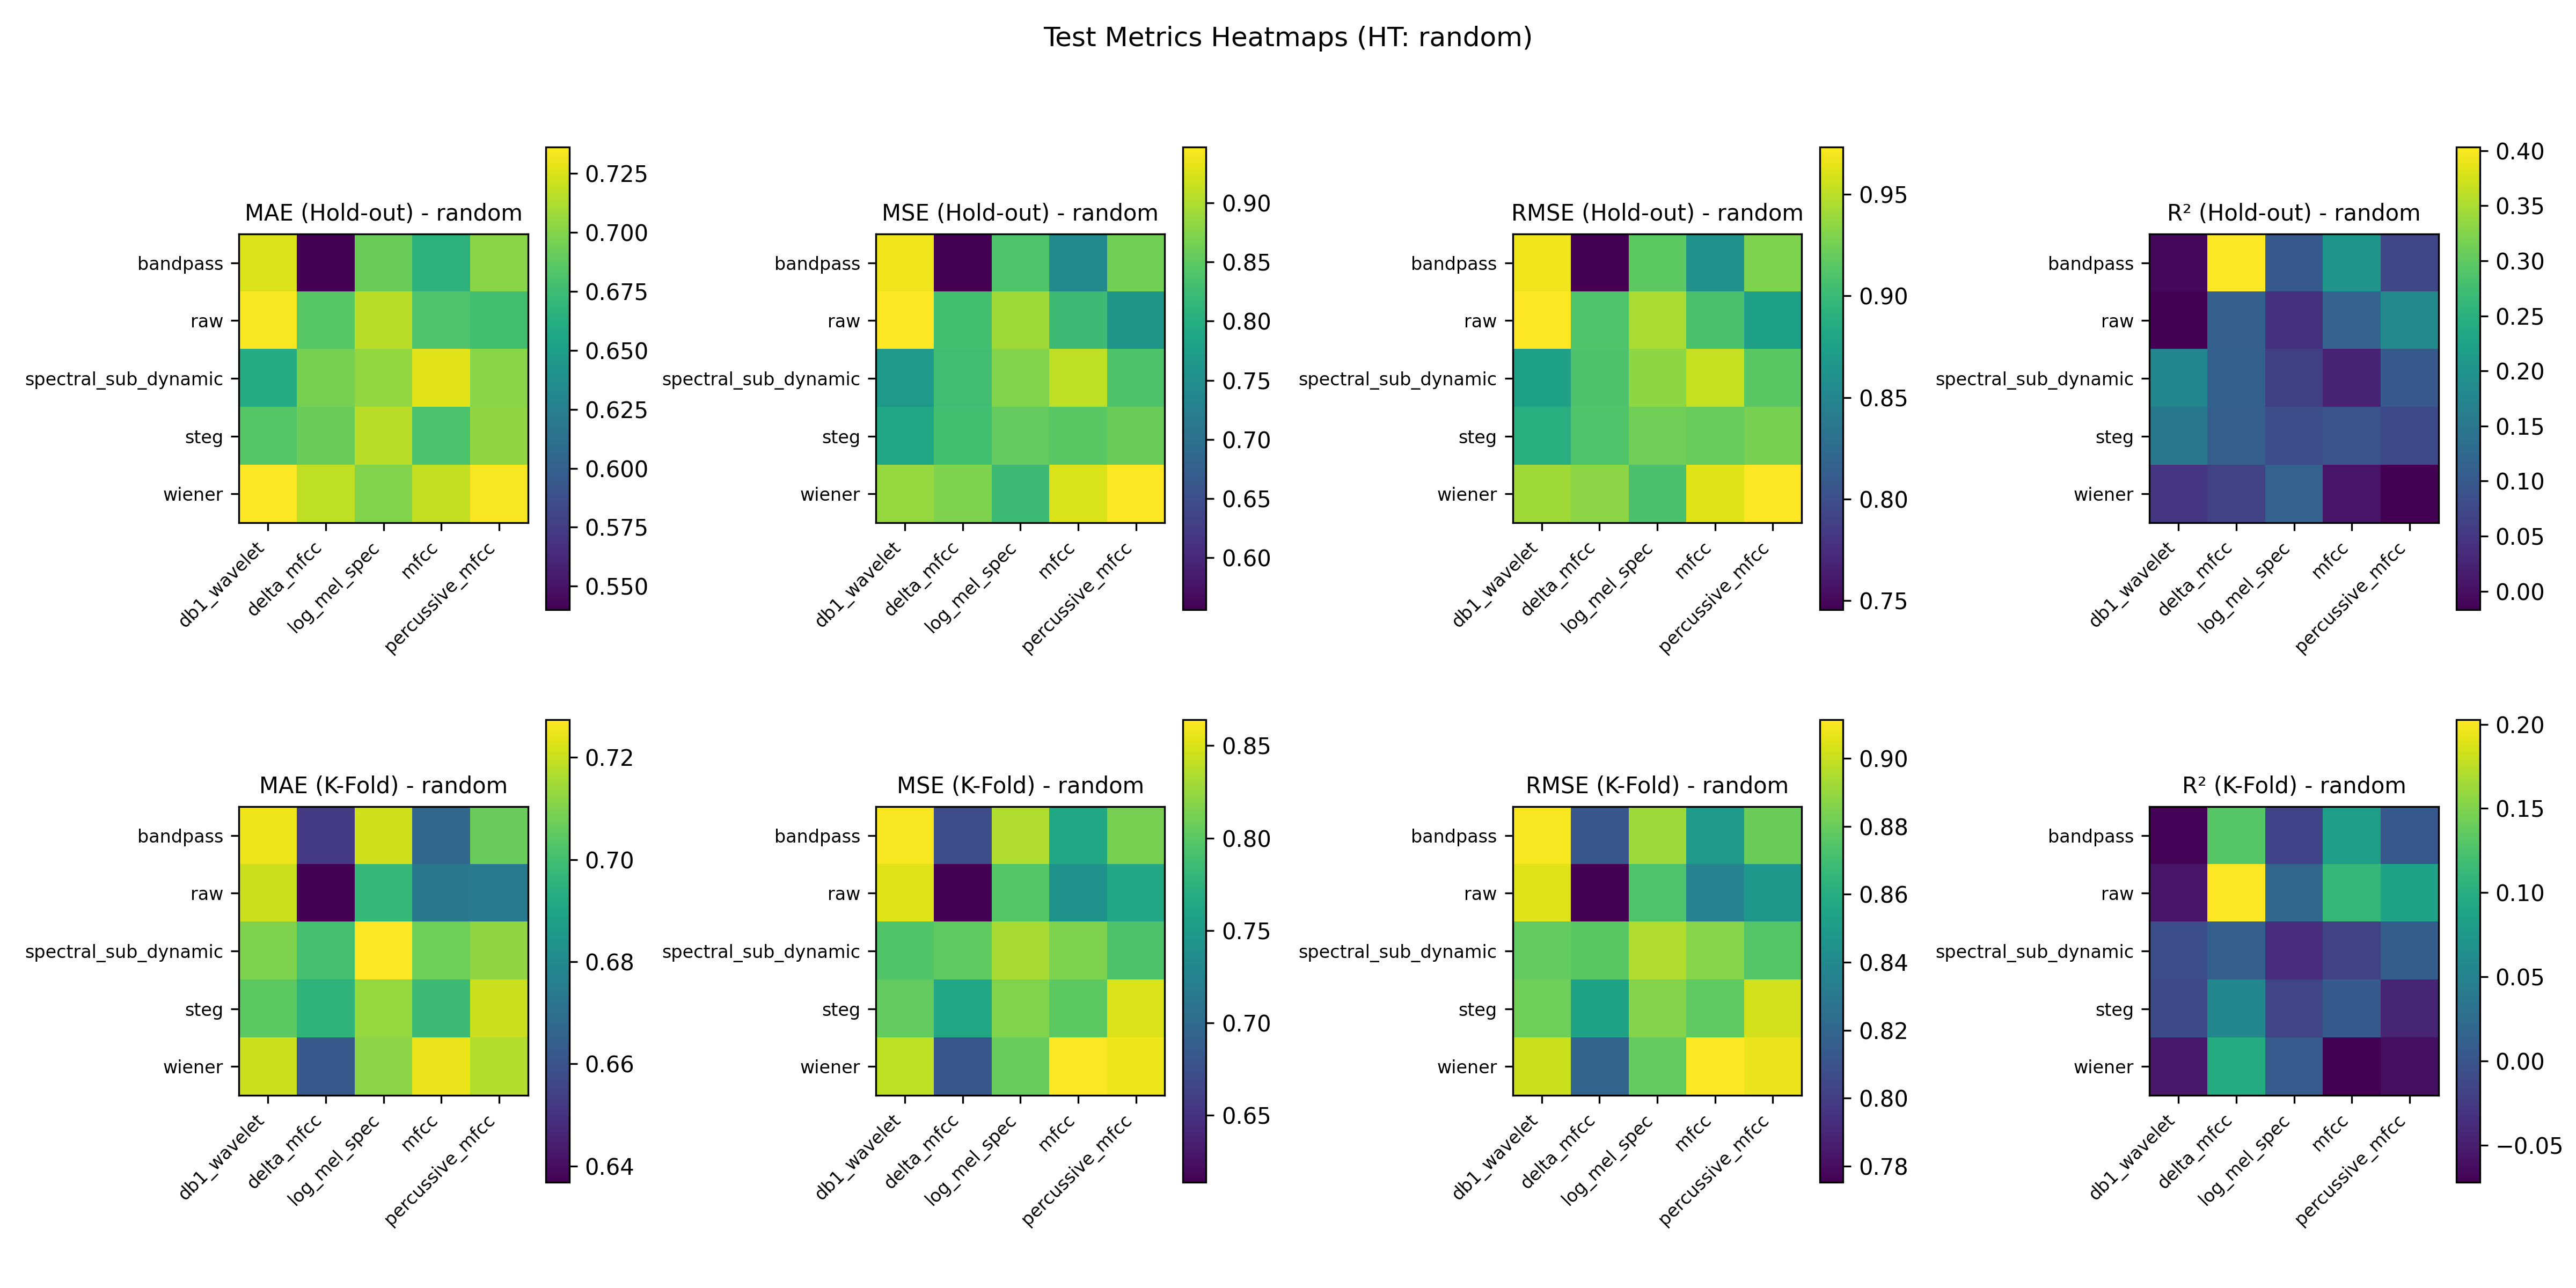 Test Metrics Heatmaps (HT: random)
MAE (Hold-out) - random
bandpass
raw
spectral_sub_dynamic
steg
wiener
db1_wavelet
delta_mfcc
log_mel_spec
mfcc
percussive_mfcc
0.725
0.700
0.675
0.650
0.625
0.600
0.575
0.550
MSE (Hold-out) - random
bandpass
raw
spectral_sub_dynamic
steg
wiener
db1_wavelet
delta_mfcc
log_mel_spec
mfcc
percussive_mfcc
0.90
0.85
0.80
0.75
0.70
0.65
0.60
RMSE (Hold-out) - random
bandpass
raw
spectral_sub_dynamic
steg
wiener
db1_wavelet
delta_mfcc
log_mel_spec
mfcc
percussive_mfcc
0.95
0.90
0.85
0.80
0.75
R² (Hold-out) - random
bandpass
raw
spectral_sub_dynamic
steg
wiener
db1_wavelet
delta_mfcc
log_mel_spec
mfcc
percussive_mfcc
0.40
0.35
0.30
0.25
0.20
0.15
0.10
0.05
0.00
MAE (K-Fold) - random
bandpass
raw
spectral_sub_dynamic
steg
wiener
db1_wavelet
delta_mfcc
log_mel_spec
mfcc
percussive_mfcc
0.72
0.70
0.68
0.66
0.64
MSE (K-Fold) - random
bandpass
raw
spectral_sub_dynamic
steg
wiener
db1_wavelet
delta_mfcc
log_mel_spec
mfcc
percussive_mfcc
0.85
0.80
0.75
0.70
0.65
RMSE (K-Fold) - random
bandpass
raw
spectral_sub_dynamic
steg
wiener
db1_wavelet
delta_mfcc
log_mel_spec
mfcc
percussive_mfcc
0.90
0.88
0.86
0.84
0.82
0.80
0.78
R² (K-Fold) - random
bandpass
raw
spectral_sub_dynamic
steg
wiener
db1_wavelet
delta_mfcc
log_mel_spec
mfcc
percussive_mfcc
0.20
0.15
0.10
0.05
0.00
−0.05